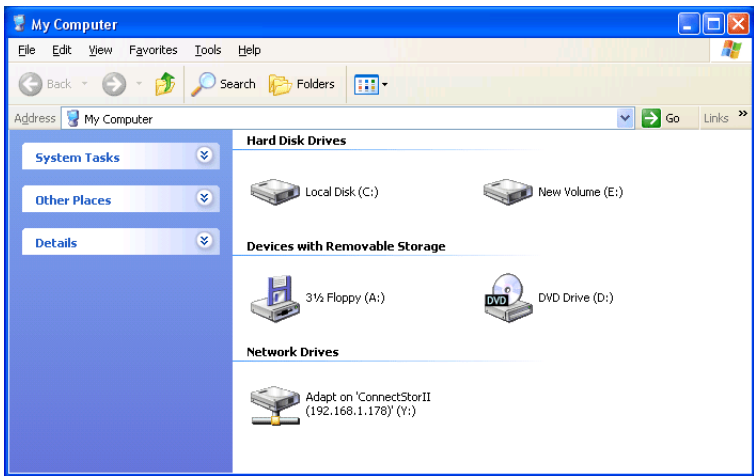 My Computer
File Edit View Favorites Tools Help
Back Search Folders
Address My Computer Go Links »
System Tasks
Other Places
Details
Hard Disk Drives
Local Disk (C:) New Volume (E:)
Devices with Removable Storage
3½ Floppy (A:) DVD DVD Drive (D:)
Network Drives
Adapt on 'ConnectStorII
(192.168.1.178)' (Y:)